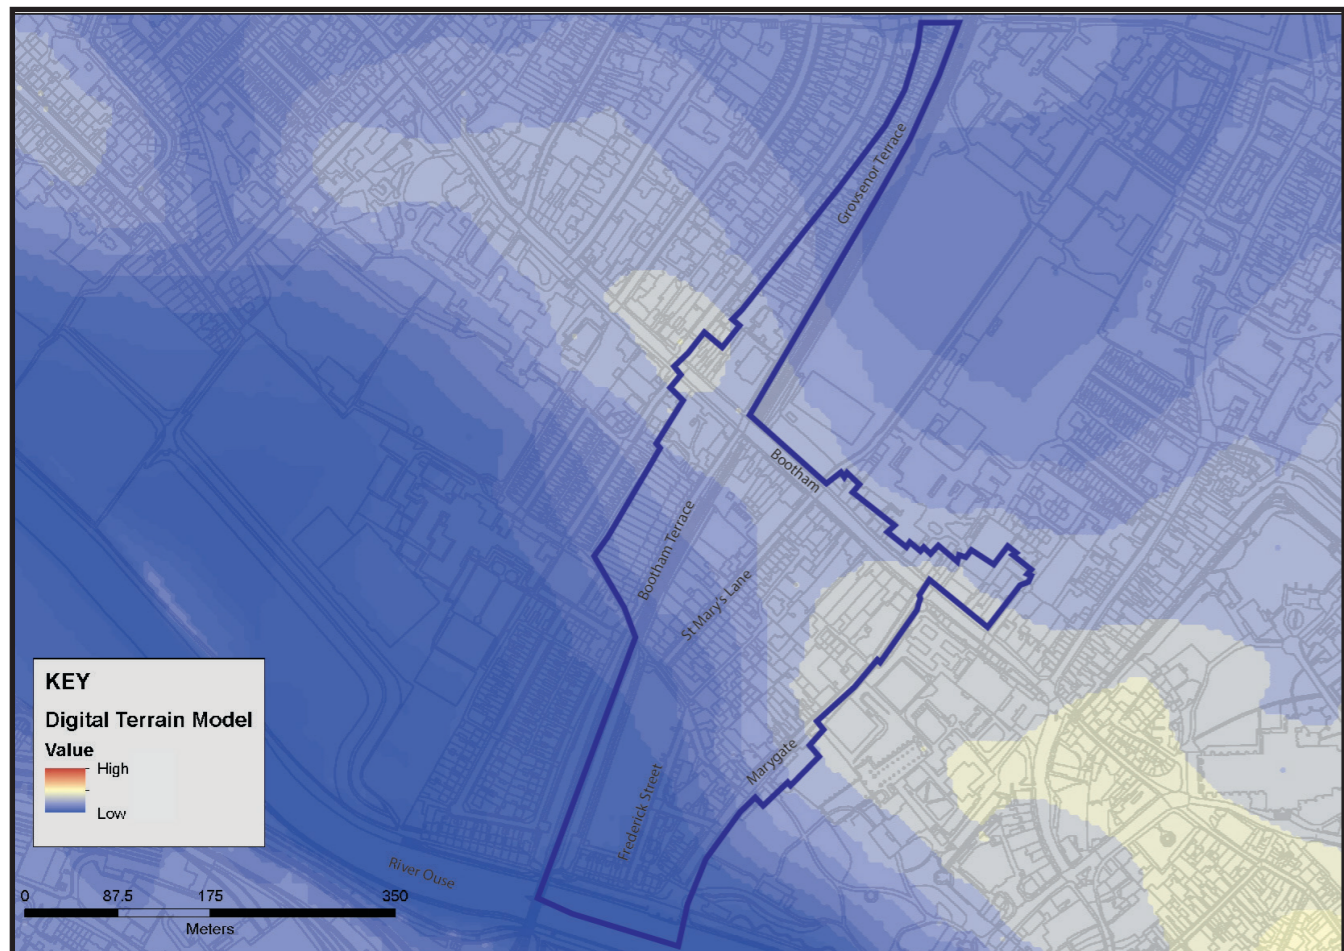 Grovsenor Terrace
Bootham
Bootham Terrace
St Mary's Lane
Marygate
Frederick Street
River Ouse
KEY
Digital Terrain Model
Value
High
Low
0 87.5 175 350
Meters